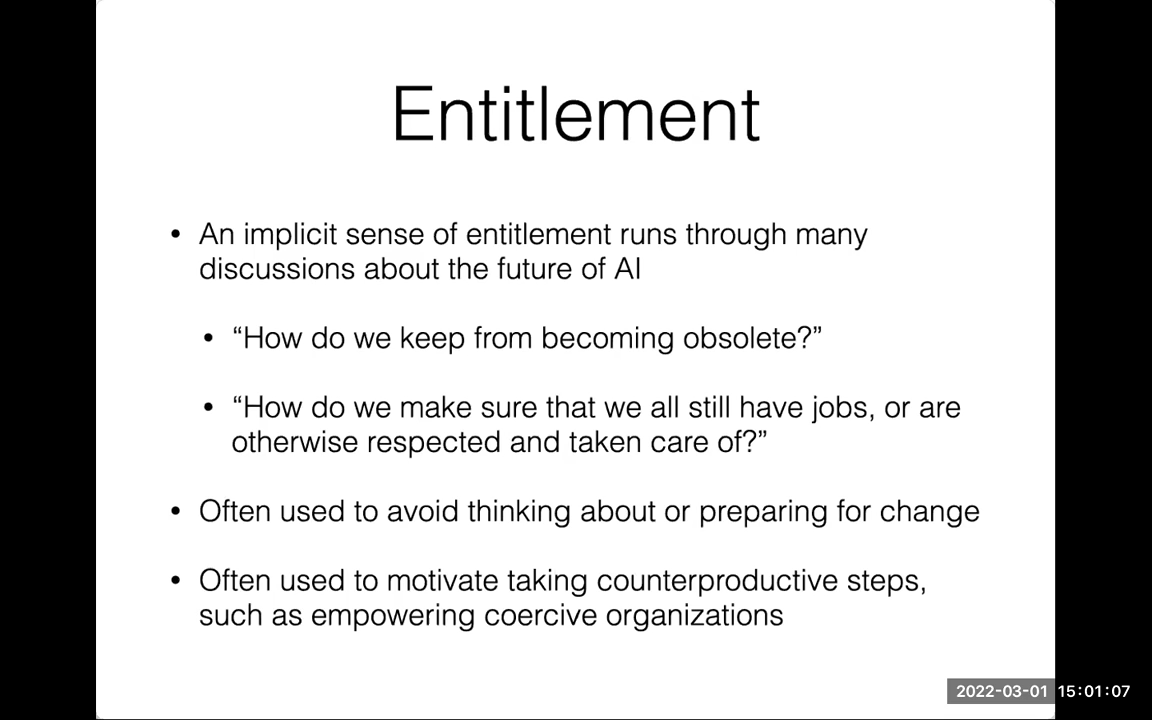 Entitlement
• An implicit sense of entitlement runs through many
discussions about the future of AI
• “How do we keep from becoming obsolete?”
• “How do we make sure that we all still have jobs, or are
otherwise respected and taken care of?”
• Often used to avoid thinking about or preparing for change
• Often used to motivate taking counterproductive steps,
such as empowering coercive organizations
2022-03-01 15:01:07